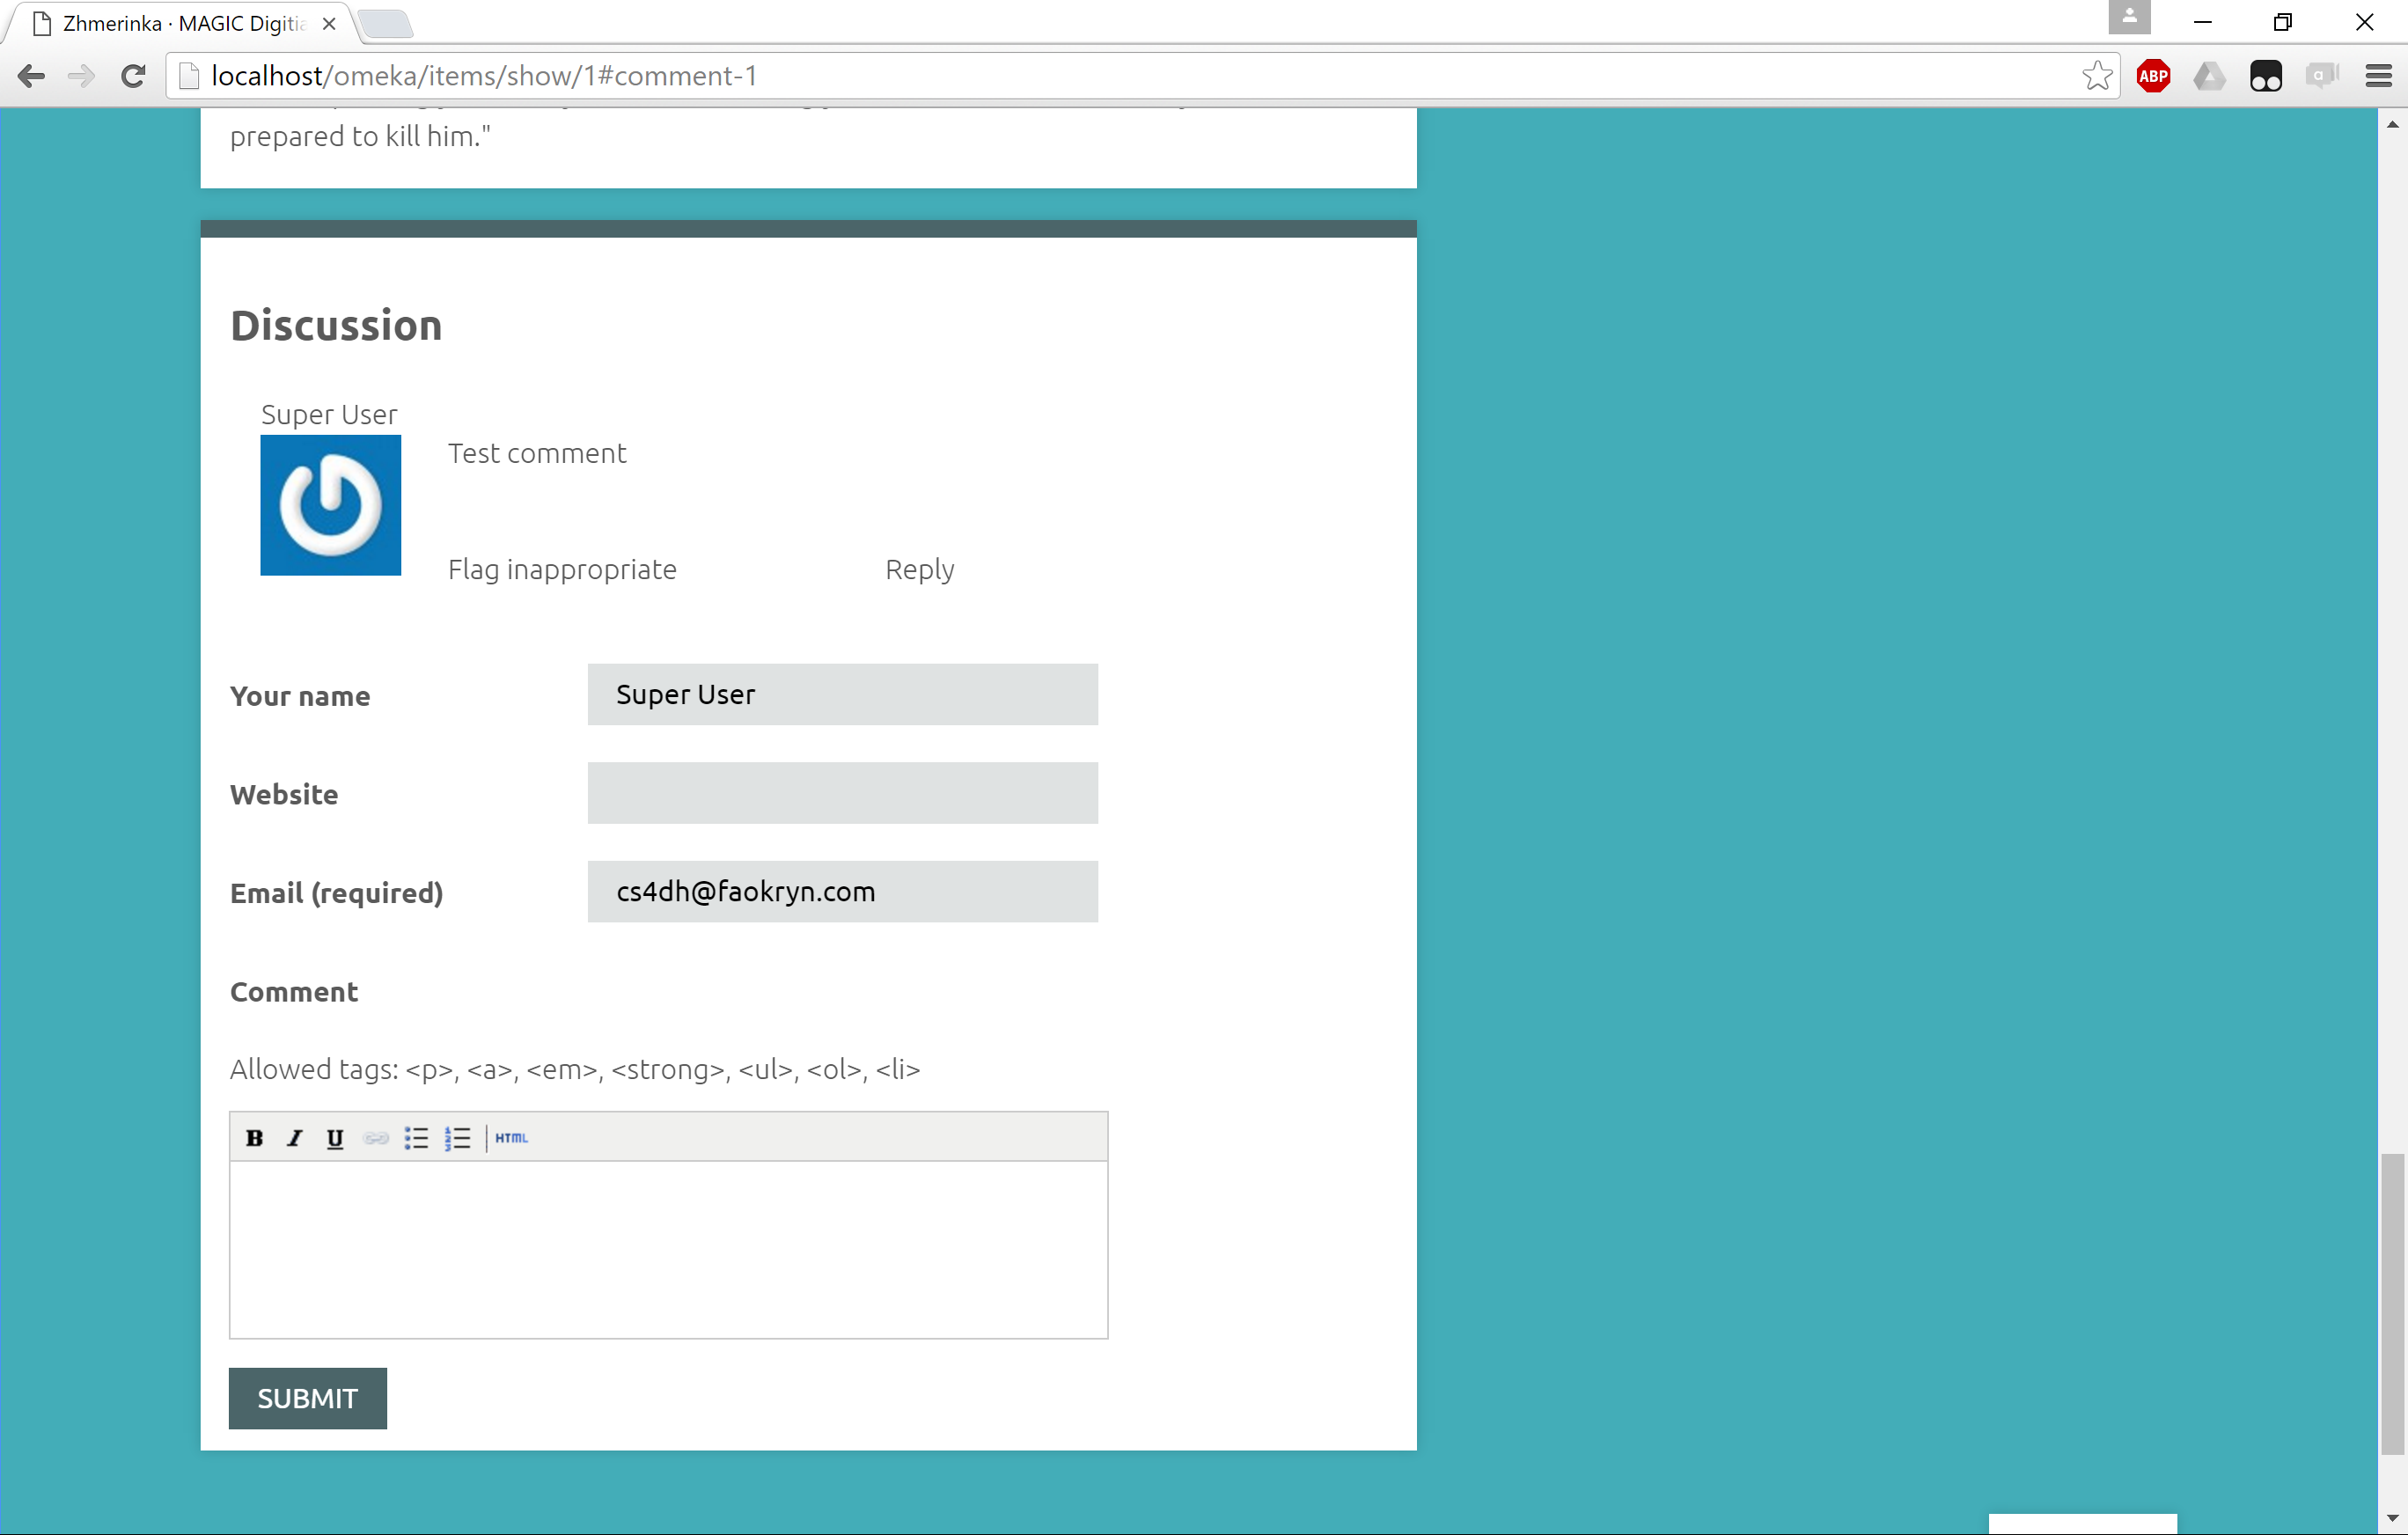 Zhmerinka · MAGIC Digiti
localhost/omeka/items/show/1#comment-1
ABP
a
prepared to kill him."
Discussion
Super User
Test comment
Flag inappropriate Reply
Your name Super User
Website
Email (required) cs4dh@faokryn.com
Comment
Allowed tags: <p>, <a>, <em>, <strong>, <ul>, <ol>, <li>
B I U HTML
SUBMIT